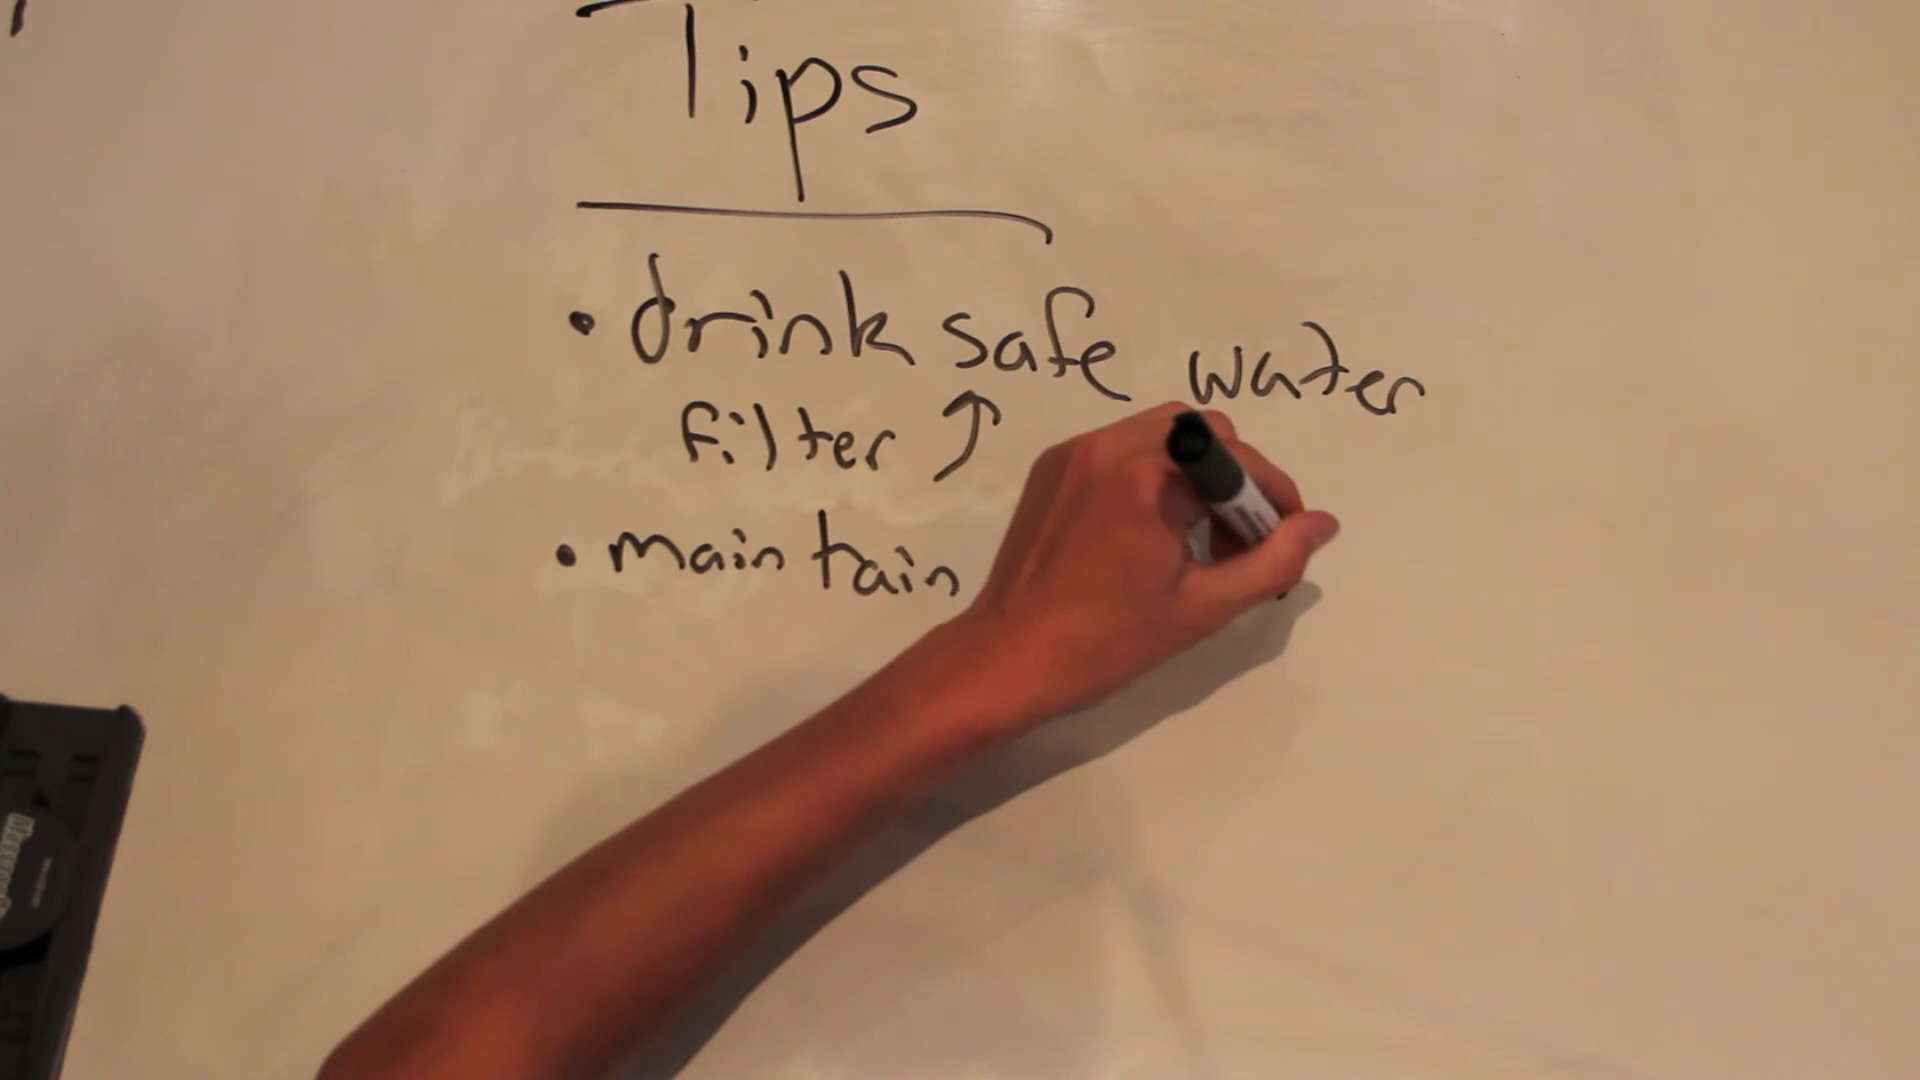 Tips
• drink safe water
filter ↑
• maintain